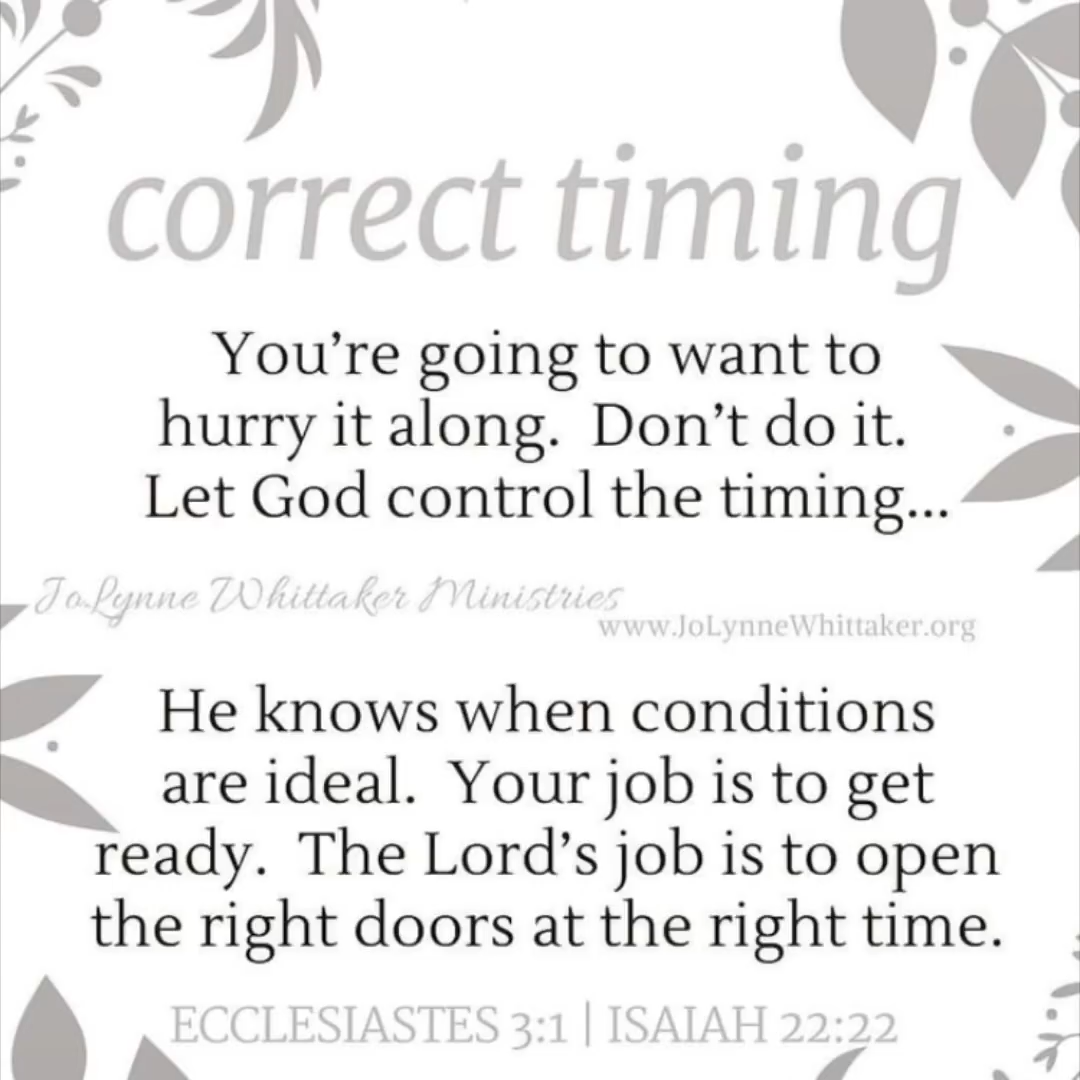 correct timing
You’re going to want to
hurry it along.  Don’t do it.
Let God control the timing...
JoLynne Whittaker Ministries
www.JoLynneWhittaker.org
He knows when conditions
are ideal.  Your job is to get
ready.  The Lord’s job is to open
the right doors at the right time.
ECCLESIASTES 3:1 | ISAIAH 22:22